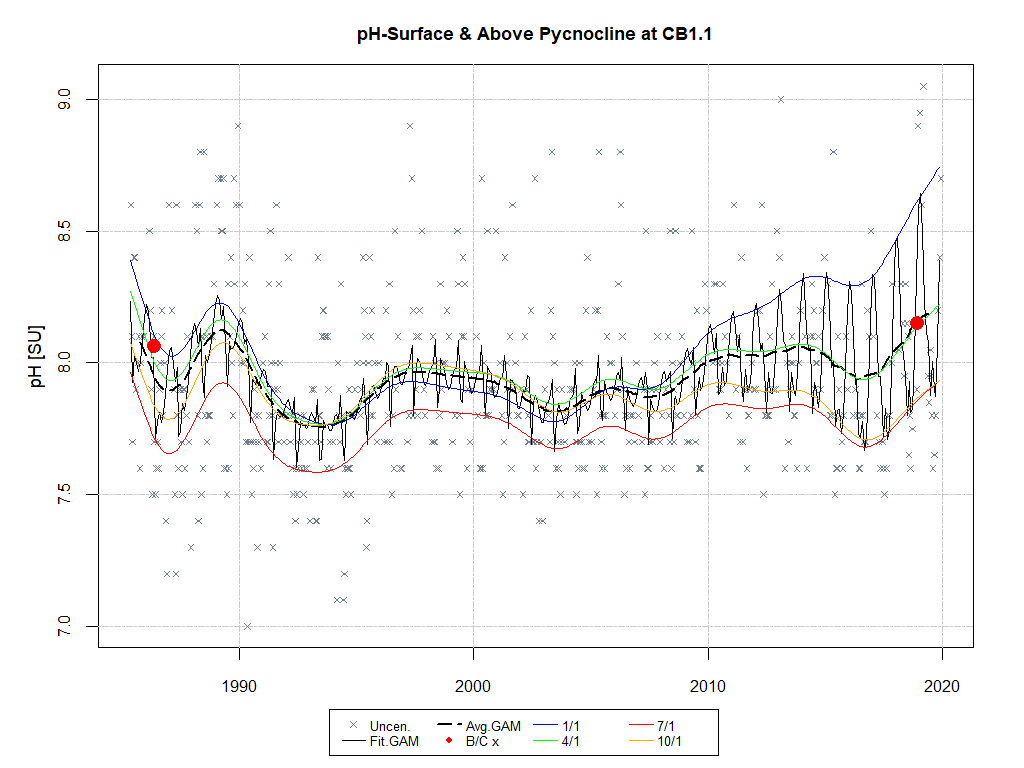 pH-Surface & Above Pycnocline at CB1.1
pH [SU]
9.0
8.5
8.0
7.5
7.0
1990 2000 2010 2020
Uncen. Avg.GAM 1/1 7/1
Fit.GAM B/C x 4/1 10/1